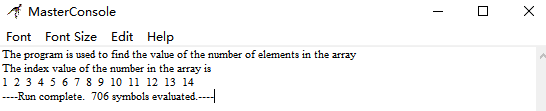 MasterConsole
Font Font Size Edit Help
The program is used to find the value of the number of elements in the array
The index value of the number in the array is
1 2 3 4 5 6 7 8 9 10 11 12 13 14
----Run complete. 706 symbols evaluated.----